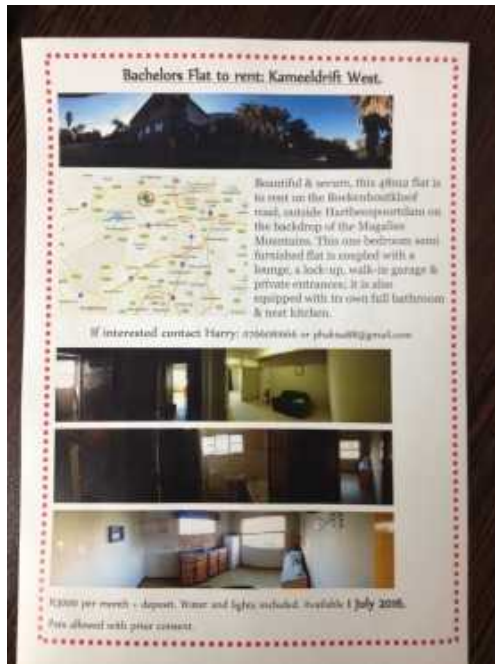 Bachelors Flat to rent: Kameeldrift West.
Beautiful & secure, this 48m2 flat is
to rent on the Boekenhoutkloof
road, outside Hartbeespoortdam on
the backdrop of the Magalies
Mountains. This one bedroom semi
furnished flat is coupled with a
lounge, a lock-up, walk-in garage &
private entrances; it is also
equipped with its own full bathroom
& neat kitchen.
If interested contact Harry: or
per month + deposit. Water and lights included. Available 1 July 2016.
Pets allowed with prior consent.